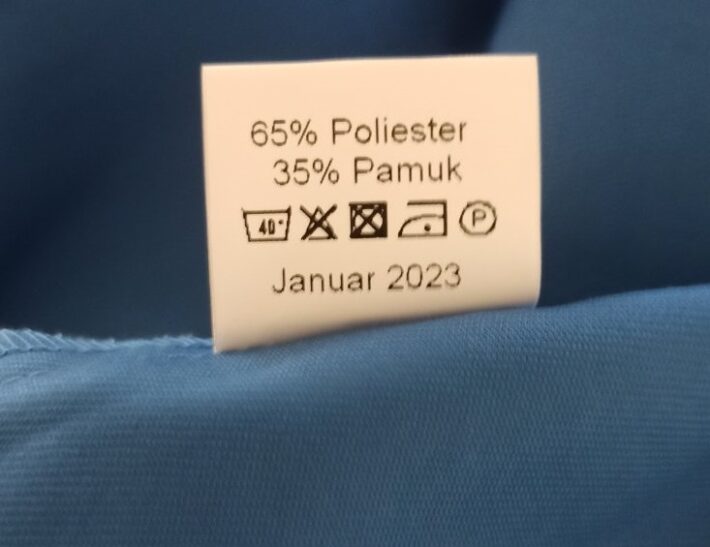 65% Poliester
35% Pamuk
40° P
Januar 2023